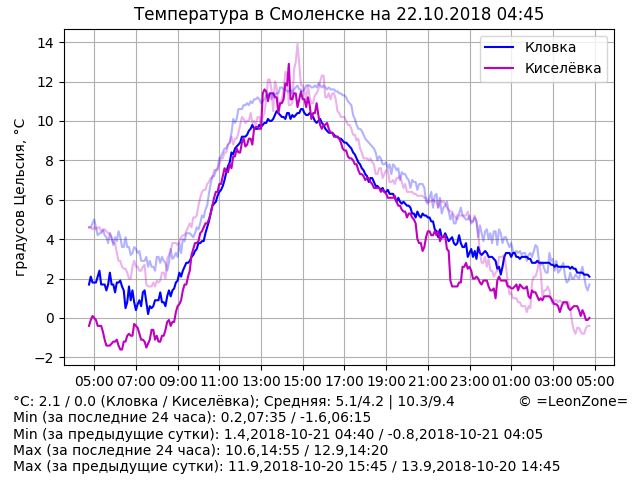 Температура в Смоленске на 22.10.2018 04:45
градусов Цельсия, °C
14
12
10
8
6
4
2
0
−2
Кловка
Киселёвка
05:00 07:00 09:00 11:00 13:00 15:00 17:00 19:00 21:00 23:00 01:00 03:00 05:00
°C: 2.1 / 0.0 (Кловка / Киселёвка); Средняя: 5.1/4.2 | 10.3/9.4 © =LeonZone=
Min (за последние 24 часа): 0.2,07:35 / -1.6,06:15
Min (за предыдущие сутки): 1.4,2018-10-21 04:40 / -0.8,2018-10-21 04:05
Max (за последние 24 часа): 10.6,14:55 / 12.9,14:20
Max (за предыдущие сутки): 11.9,2018-10-20 15:45 / 13.9,2018-10-20 14:45